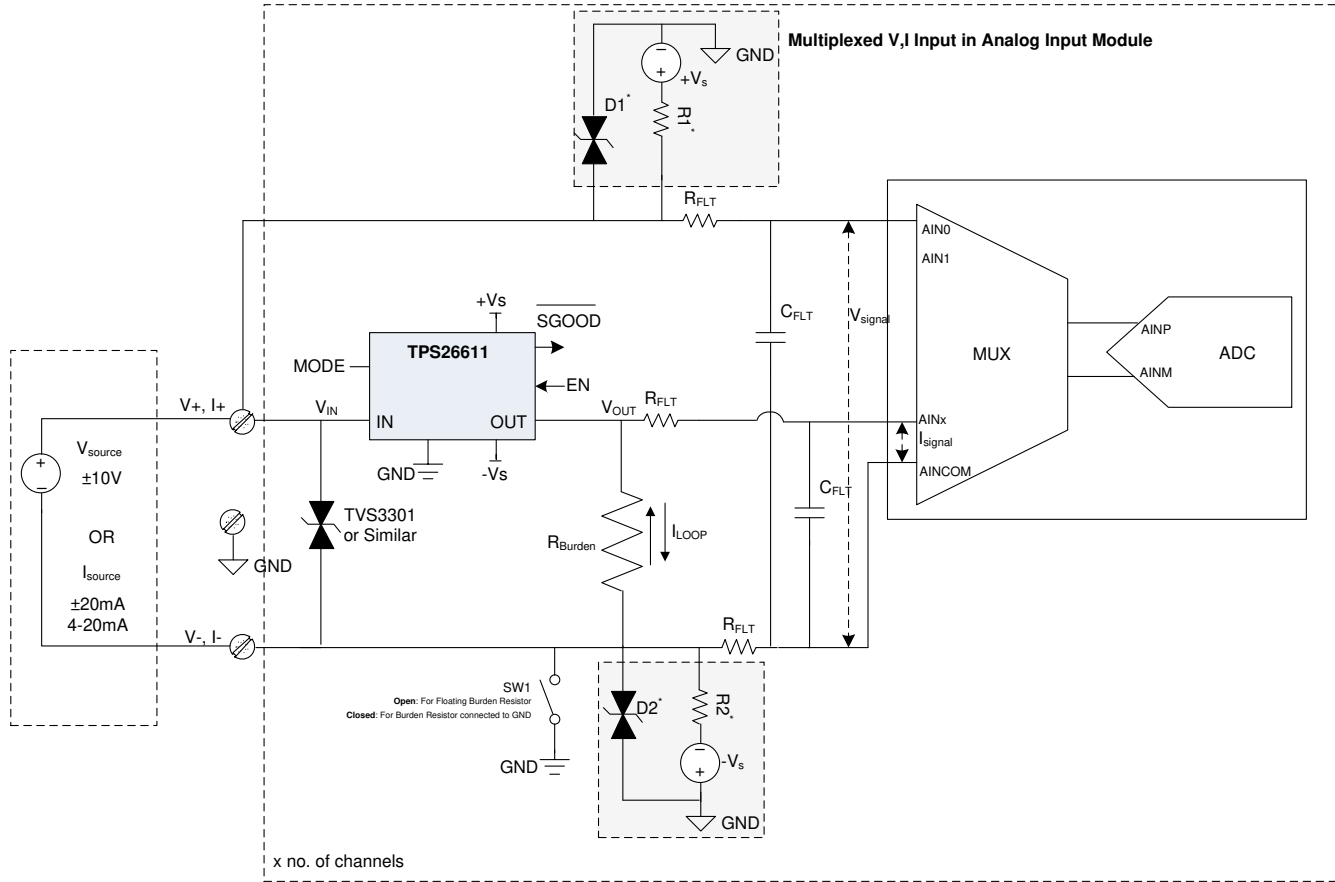 Multiplexed V,I Input in Analog Input Module
GND
+Vs
D1*
R1*
RFLT
AIN0
AIN1
+Vs
SGOOD
CFLT
Vsignal
TPS26611
MUX
AINP
ADC
AINM
MODE
EN
V+, I+
VIN
IN
OUT
VOUT
RFLT
AINx
Isignal
AINCOM
GND
-Vs
Vsource
±10V
OR
Isource
±20mA
4-20mA
TVS3301
or Similar
GND
RBurden
ILOOP
CFLT
V-, I-
RFLT
SW1
Open: For Floating Burden Resistor
Closed: For Burden Resistor connected to GND
GND
D2*
R2*
-Vs
GND
x no. of channels